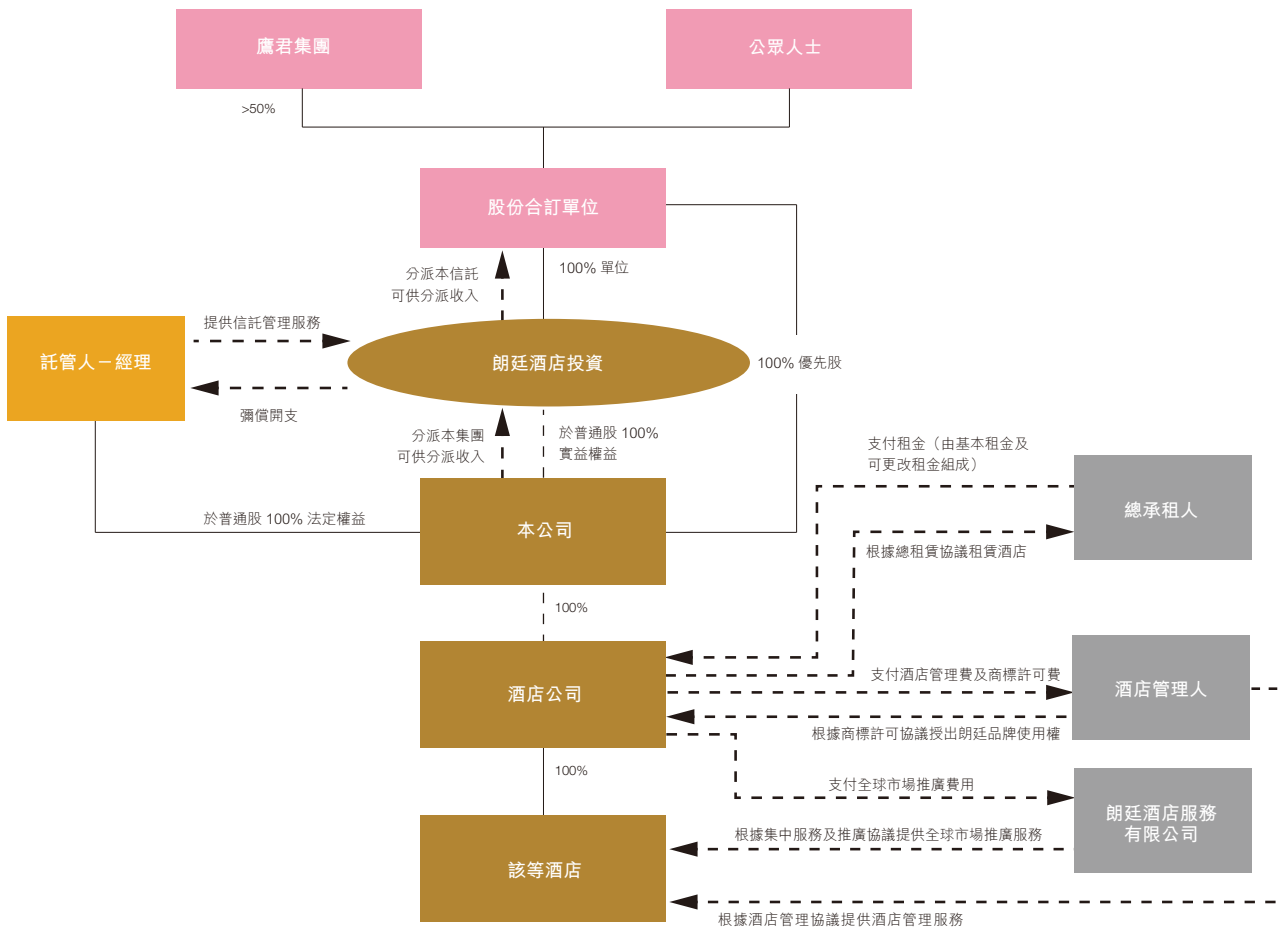 鷹君集團
公眾人士
>50%
股份合訂單位
分派本信託
可供分派收入
100% 單位
提供信託管理服務
託管人－經理
朗廷酒店投資
100% 優先股
彌償開支
分派本集團
可供分派收入
於普通股 100%
實益權益
支付租金（由基本租金及
可更改租金組成）
總承租人
於普通股 100% 法定權益
本公司
根據總租賃協議租賃酒店
100%
酒店公司
支付酒店管理費及商標許可費
酒店管理人
根據商標許可協議授出朗廷品牌使用權
100%
支付全球市場推廣費用
朗廷酒店服務
有限公司
根據集中服務及推廣協議提供全球市場推廣服務
該等酒店
根據酒店管理協議提供酒店管理服務